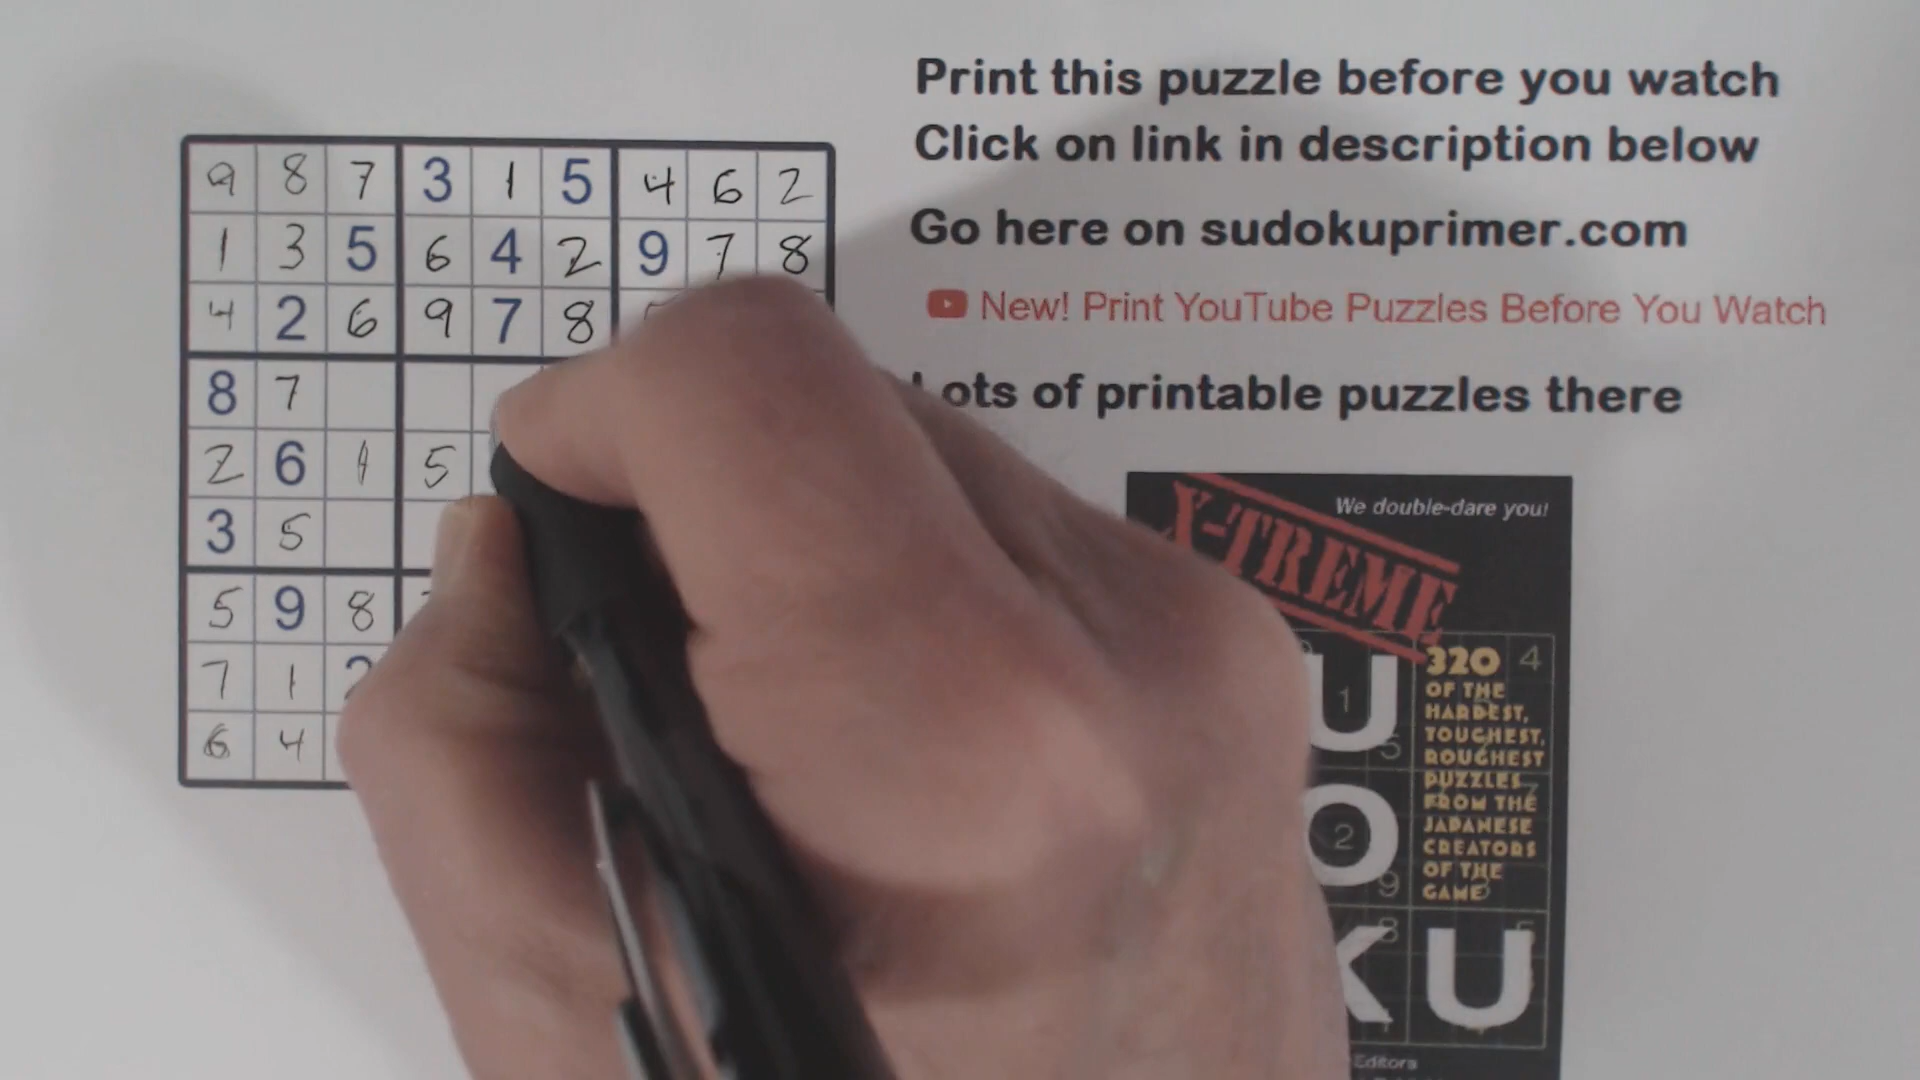 Print this puzzle before you watch
Click on link in description below
Go here on sudokuprimer.com
New! Print YouTube Puzzles Before You Watch
Lots of printable puzzles there
9 8 7 3 1 5 4 6 2
1 3 5 6 4 2 9 7 8
4 2 6 9 7 8
8 7
2 6 1 5
3 5
5 9 8
7 1 2
6 4
We double-dare you!
X-TREME
U
O
K U
320
OF THE
HARDEST,
TOUGHEST,
ROUGHEST
PUZZLES
FROM THE
JAPANESE
CREATORS
OF THE
GAME
Editors